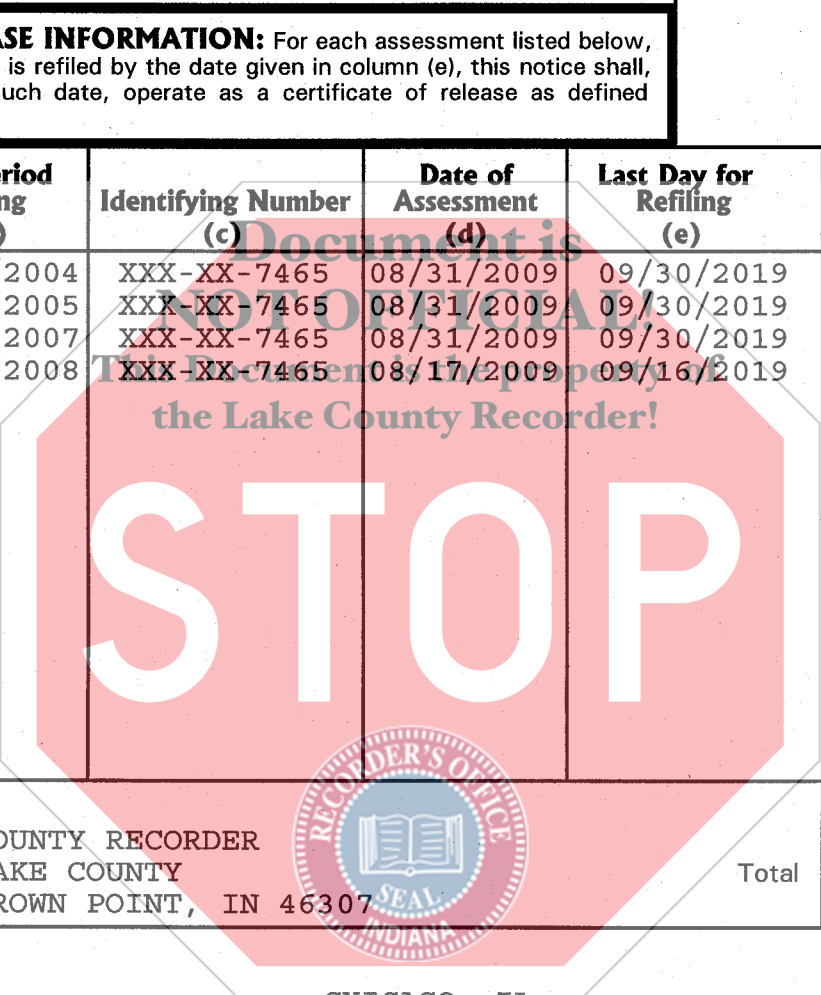 ASE INFORMATION: For each assessment listed below,
is refiled by the date given in column (e), this notice shall,
such date, operate as a certificate of release as defined
eriod
ng
)
Identifying Number
(c)
Date of
Assessment
(d)
Last Day for
Refiling
(e)
Document is
/2004 XXX-XX-7465 08/31/2009 09/30/2019
NOT OFFICIAL!
/2005 XXX-XX-7465 08/31/2009 09/30/2019
/2007 XXX-XX-7465 08/31/2009 09/30/2019
/2008 XXX-XX-7465 08/17/2009 09/16/2019
This Document is the property of
the Lake County Recorder!
STOP
RECORDER'S OFFICE
SEAL
INDIANA
OUNTY RECORDER
AKE COUNTY
ROWN POINT, IN 46307
Total